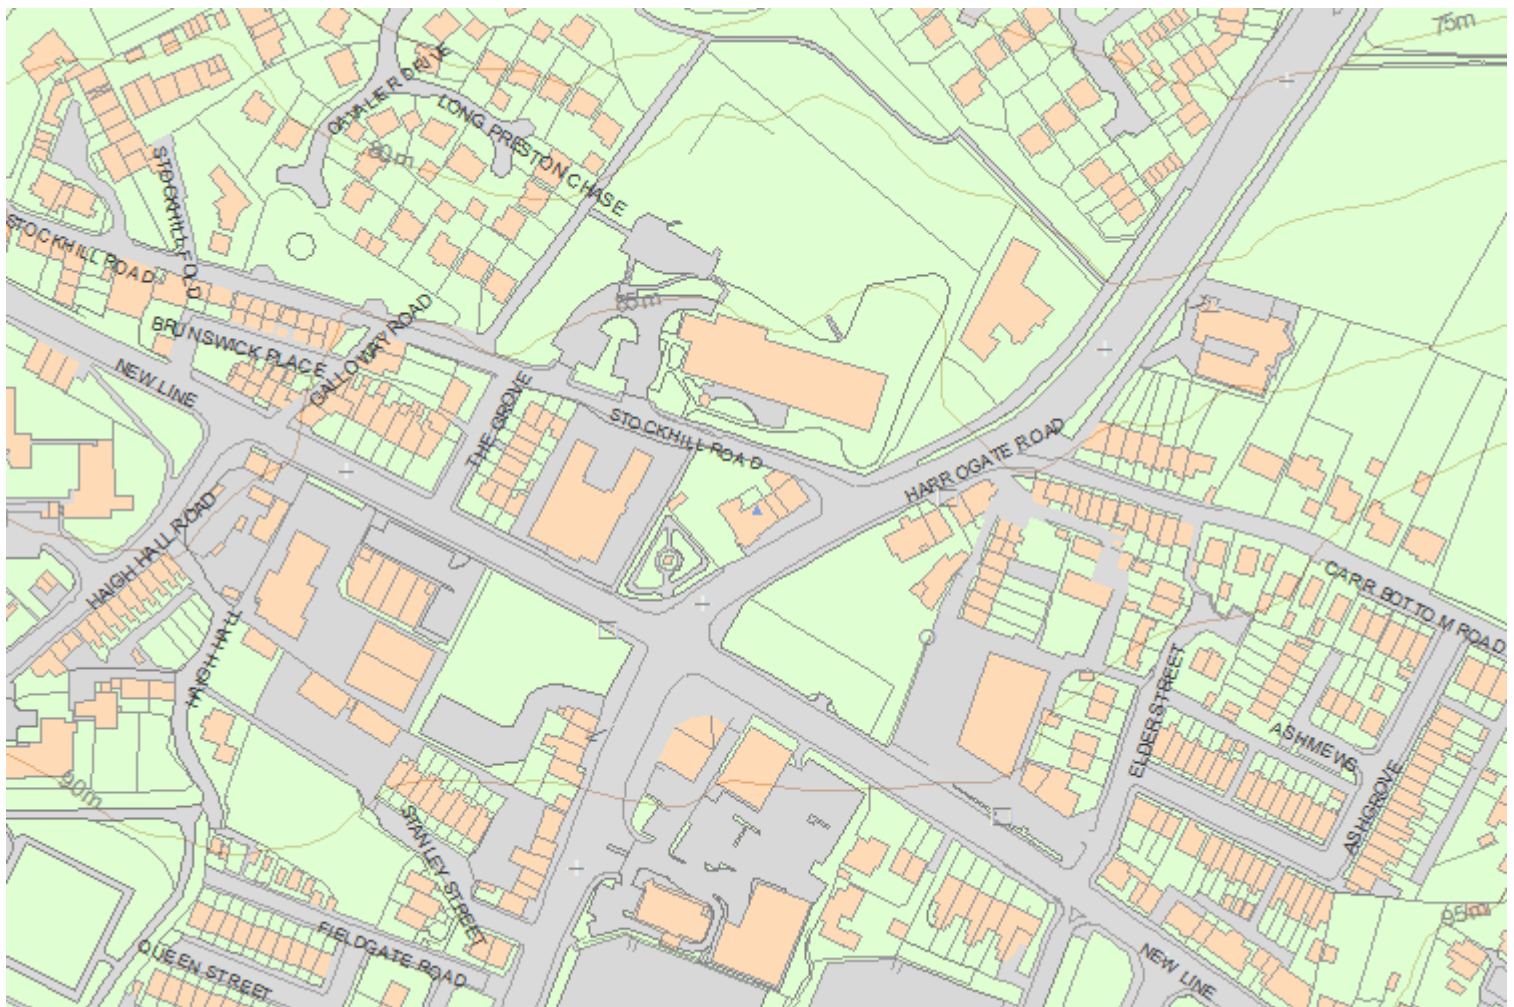 75m
CAVALIER DRIVE
LONG PRESTON CHASE
80m
STOCKHILL FOLD
STOCKHILL ROAD
85m
BRUNSWICK PLACE
GALLOWAY ROAD
NEW LINE
THE GROVE
STOCKHILL ROAD
HARROGATE ROAD
HAIGH HALL ROAD
CARR BOTTOM ROAD
HAIGH HALL
ELDER STREET
ASHMEWS
ASHGROVE
90m
STANLEY STREET
95m
FIELDGATE ROAD
QUEEN STREET
NEW LINE